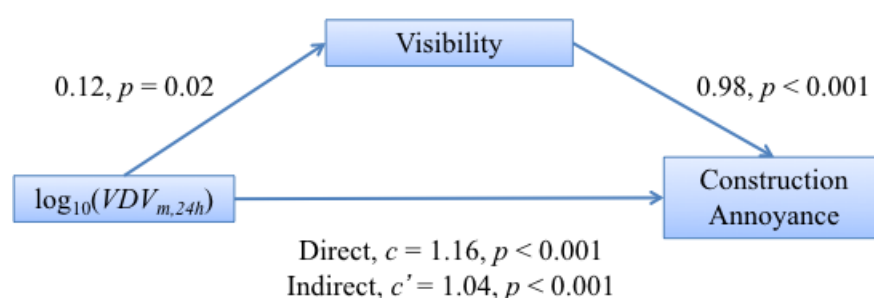 Visibility
0.12, p = 0.02
0.98, p < 0.001
log₁₀(VDVm,24h)
Construction
Annoyance
Direct, c = 1.16, p < 0.001
Indirect, c’ = 1.04, p < 0.001